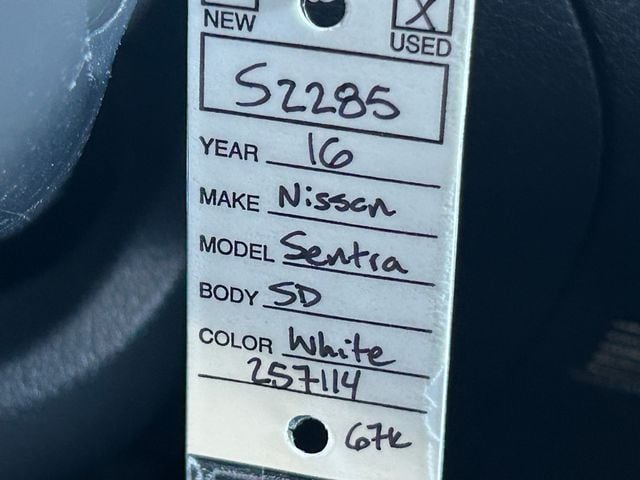 NEW X USED
S2285
YEAR 16
MAKE Nissan
MODEL Sentra
BODY SD
COLOR White
257114
67k